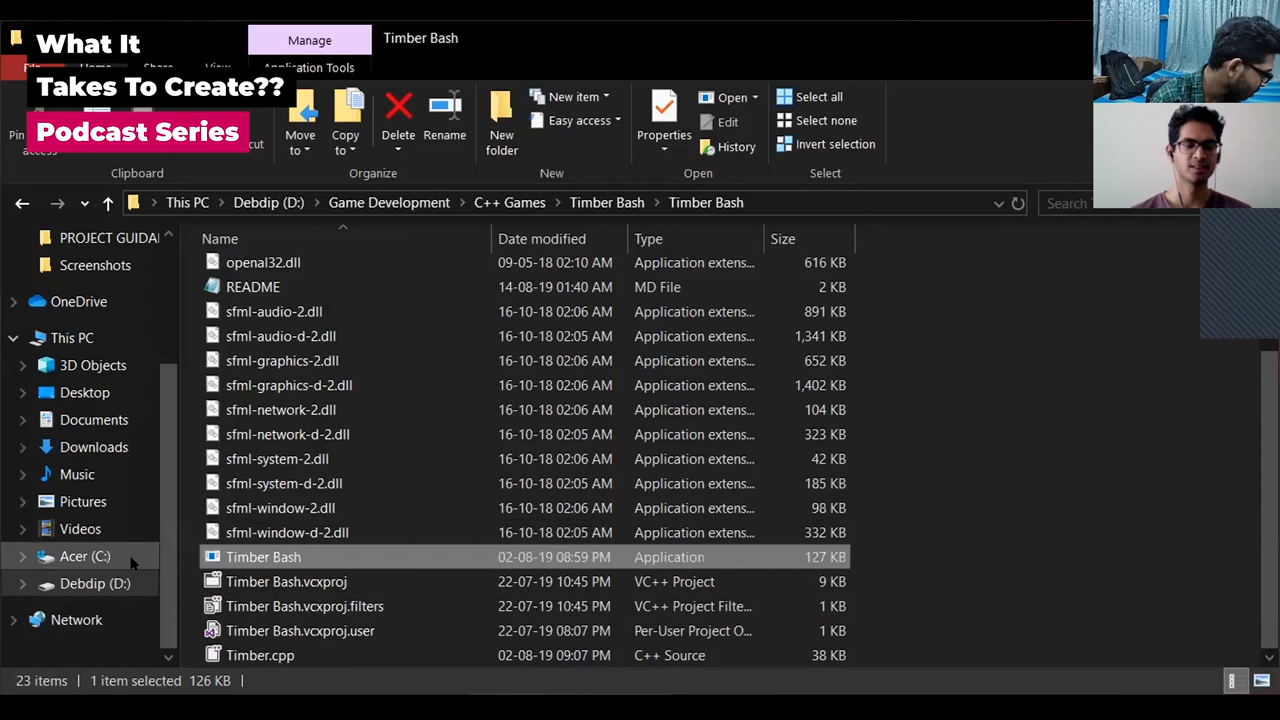 Manage
Timber Bash
What It
Takes To Create??
Podcast Series
Application Tools
Move to
Copy to
Delete
Rename
New folder
New item
Easy access
Properties
Open
Edit
History
Select all
Select none
Invert selection
Clipboard
Organize
New
Open
Select
This PC
Debdip (D:)
Game Development
C++ Games
Timber Bash
Timber Bash
Search
Name
Date modified
Type
Size
PROJECT GUIDAI
Screenshots
OneDrive
This PC
3D Objects
Desktop
Documents
Downloads
Music
Pictures
Videos
Acer (C:)
Debdip (D:)
Network
openal32.dll 09-05-18 02:10 AM Application extens... 616 KB
README 14-08-19 01:40 AM MD File 2 KB
sfml-audio-2.dll 16-10-18 02:06 AM Application extens... 891 KB
sfml-audio-d-2.dll 16-10-18 02:06 AM Application extens... 1,341 KB
sfml-graphics-2.dll 16-10-18 02:06 AM Application extens... 652 KB
sfml-graphics-d-2.dll 16-10-18 02:06 AM Application extens... 1,402 KB
sfml-network-2.dll 16-10-18 02:06 AM Application extens... 104 KB
sfml-network-d-2.dll 16-10-18 02:05 AM Application extens... 323 KB
sfml-system-2.dll 16-10-18 02:06 AM Application extens... 42 KB
sfml-system-d-2.dll 16-10-18 02:05 AM Application extens... 185 KB
sfml-window-2.dll 16-10-18 02:06 AM Application extens... 98 KB
sfml-window-d-2.dll 16-10-18 02:05 AM Application extens... 332 KB
Timber Bash 02-08-19 08:59 PM Application 127 KB
Timber Bash.vcxproj 22-07-19 10:45 PM VC++ Project 9 KB
Timber Bash.vcxproj.filters 22-07-19 10:45 PM VC++ Project Filte... 1 KB
Timber Bash.vcxproj.user 22-07-19 08:07 PM Per-User Project O... 1 KB
Timber.cpp 02-08-19 09:07 PM C++ Source 38 KB
23 items
1 item selected 126 KB